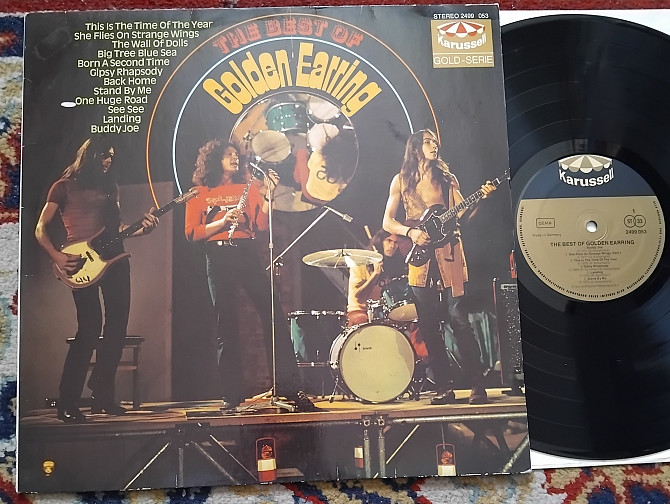 This Is The Time Of The Year
She Flies On Strange Wings
The Wall Of Dolls
Big Tree Blue Sea
Born A Second Time
Gipsy Rhapsody
Back Home
Stand By Me
One Huge Road
See See
Landing
Buddy Joe
THE BEST OF
Golden Earring
STEREO 2499 053
Karussell
GOLD-SERIE
Karussell
GEMA
ST 33
2499 053
THE BEST OF GOLDEN EARRING